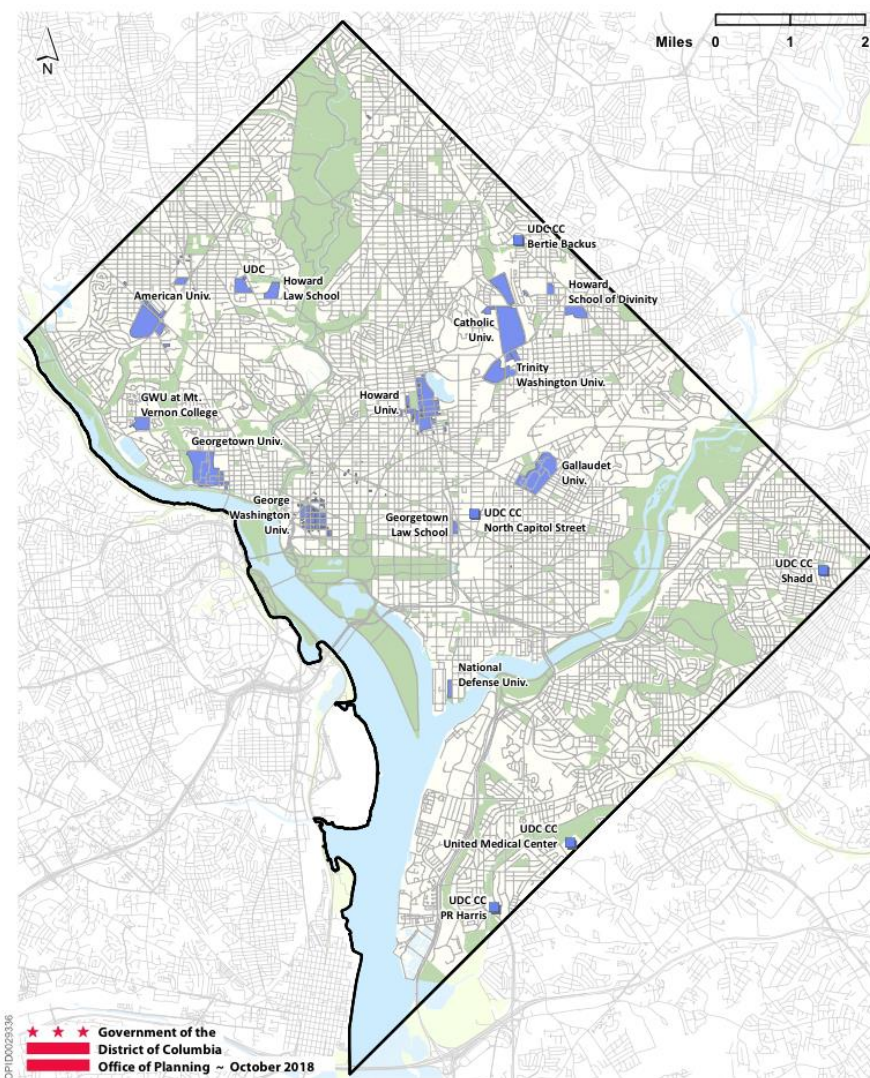 Miles 0 1 2
N
UDC CC
Bertie Backus
UDC
Howard
Law School
Howard
School of Divinity
American Univ.
Catholic
Univ.
Trinity
Washington Univ.
GWU at Mt.
Vernon College
Howard
Univ.
Georgetown Univ.
Gallaudet
Univ.
George
Washington
Univ.
Georgetown
Law School
UDC CC
North Capitol Street
UDC CC
Shadd
National
Defense Univ.
UDC CC
United Medical Center
UDC CC
PR Harris
Government of the
District of Columbia
Office of Planning ~ October 2018
OPID0029336